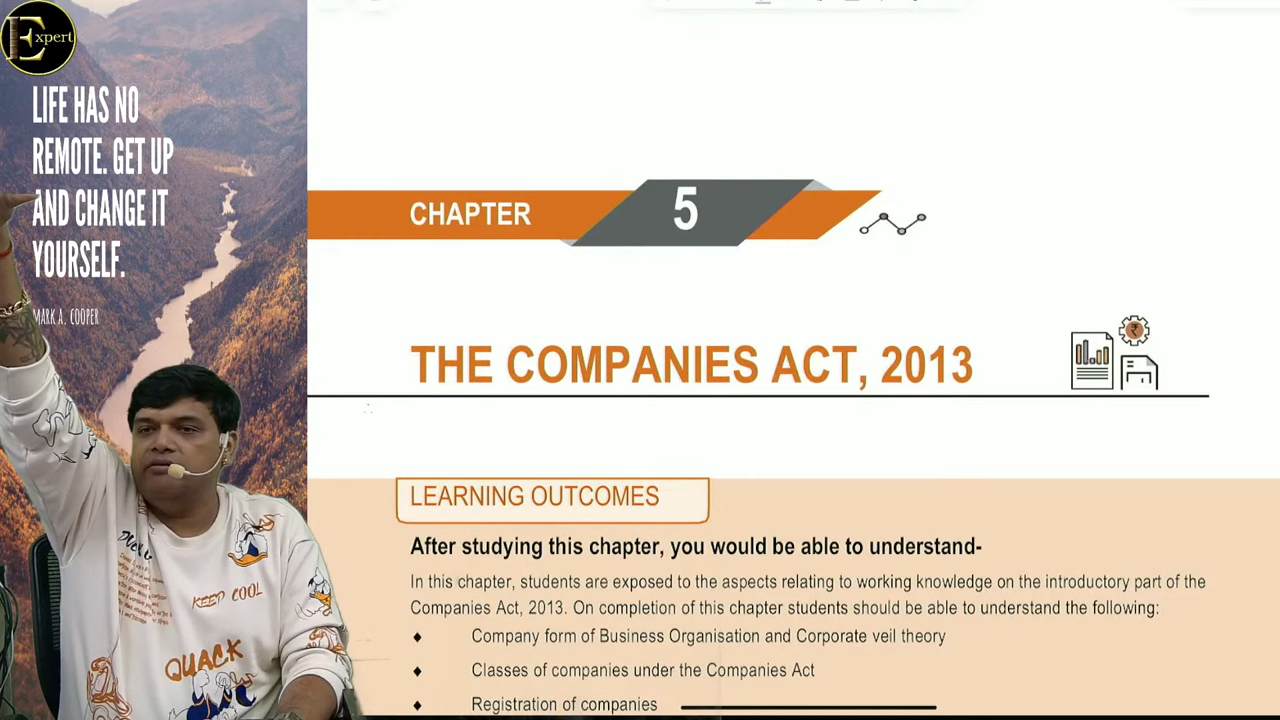 Expert
LIFE HAS NO
REMOTE. GET UP
AND CHANGE IT
YOURSELF.
MARK A. COOPER
CHAPTER 5
THE COMPANIES ACT, 2013
LEARNING OUTCOMES
After studying this chapter, you would be able to understand-
In this chapter, students are exposed to the aspects relating to working knowledge on the introductory part of the
Companies Act, 2013. On completion of this chapter students should be able to understand the following:
Company form of Business Organisation and Corporate veil theory
Classes of companies under the Companies Act
Registration of companies
KEEP COOL
QUACK